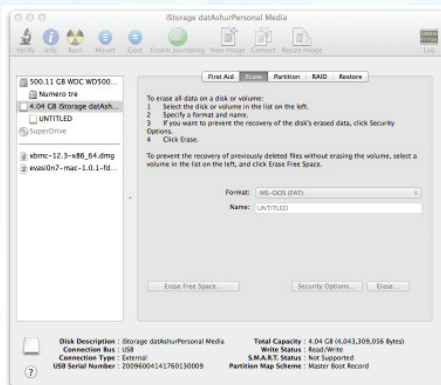 iStorage datAshurPersonal Media
Verify Info Burn Mount Eject Enable Journaling New Image Convert Resize Image Log
First Aid Erase Partition RAID Restore
500.11 GB WDC WD500...
Numero tre
4.04 GB iStorage datAsh...
UNTITLED
SuperDrive
xbmc-12.3-x86_64.dmg
evasi0n7-mac-1.0.1-fd...
To erase all data on a disk or volume:
1 Select the disk or volume in the list on the left.
2 Specify a format and name.
3 If you want to prevent the recovery of the disk's erased data, click Security
Options.
4 Click Erase.
To prevent the recovery of previously deleted files without erasing the volume, select a
volume in the list on the left, and click Erase Free Space.
Format: MS-DOS (FAT)
Name: UNTITLED
Erase Free Space... Security Options... Erase...
Disk Description : iStorage datAshurPersonal Media Total Capacity : 4.04 GB (4,043,309,056 Bytes)
Connection Bus : USB Write Status : Read/Write
Connection Type : External S.M.A.R.T. Status : Not Supported
USB Serial Number : 20096004141760130009 Partition Map Scheme : Master Boot Record
?